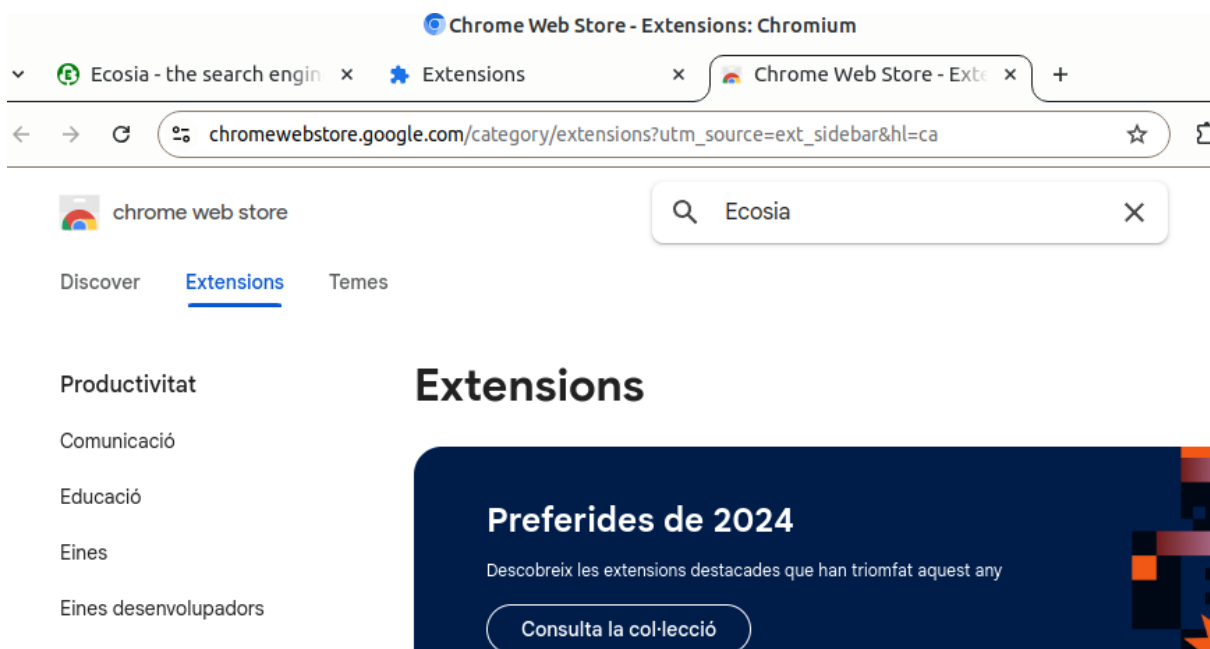 Chrome Web Store - Extensions: Chromium
Ecosia - the search engin Extensions Chrome Web Store - Exte
chromewebstore.google.com/category/extensions?utm_source=ext_sidebar&hl=ca
chrome web store Ecosia
Discover Extensions Temes
Productivitat
Extensions
Comunicació
Educació
Eines
Eines desenvolupadors
Preferides de 2024
Descobreix les extensions destacades que han triomfat aquest any
Consulta la col·lecció